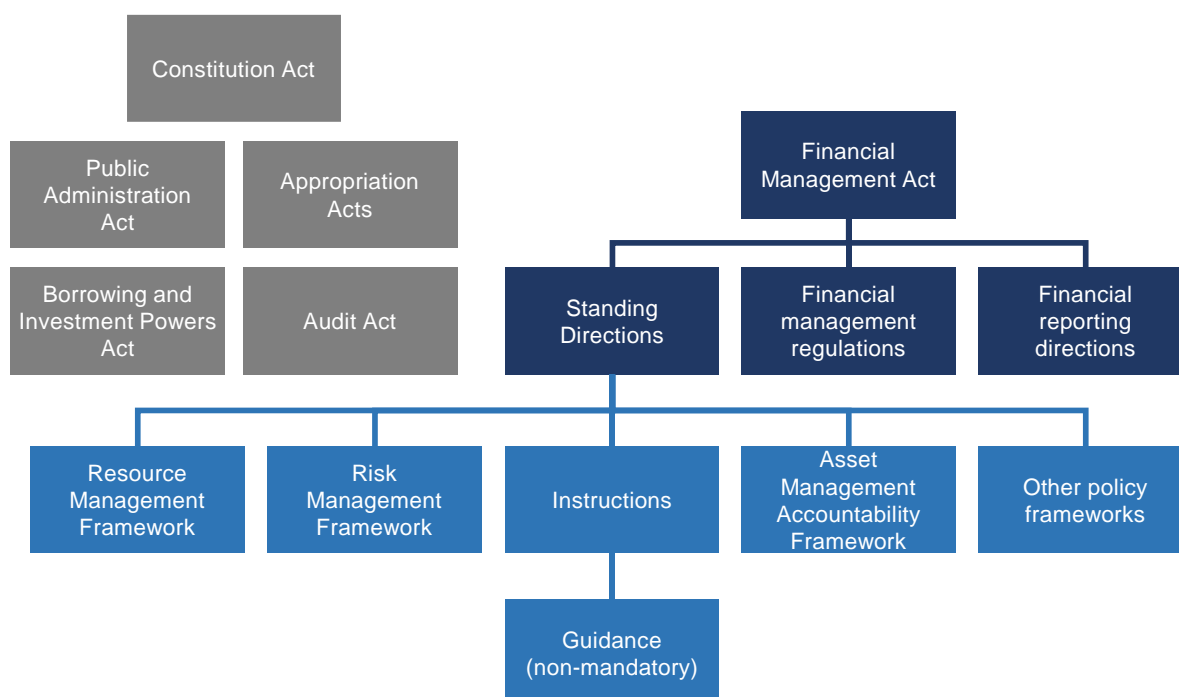 Constitution Act
Public
Administration
Act
Appropriation
Acts
Financial
Management Act
Borrowing and
Investment Powers
Act
Audit Act
Standing
Directions
Financial
management
regulations
Financial
reporting
directions
Resource
Management
Framework
Risk
Management
Framework
Instructions
Asset
Management
Accountability
Framework
Other policy
frameworks
Guidance
(non-mandatory)